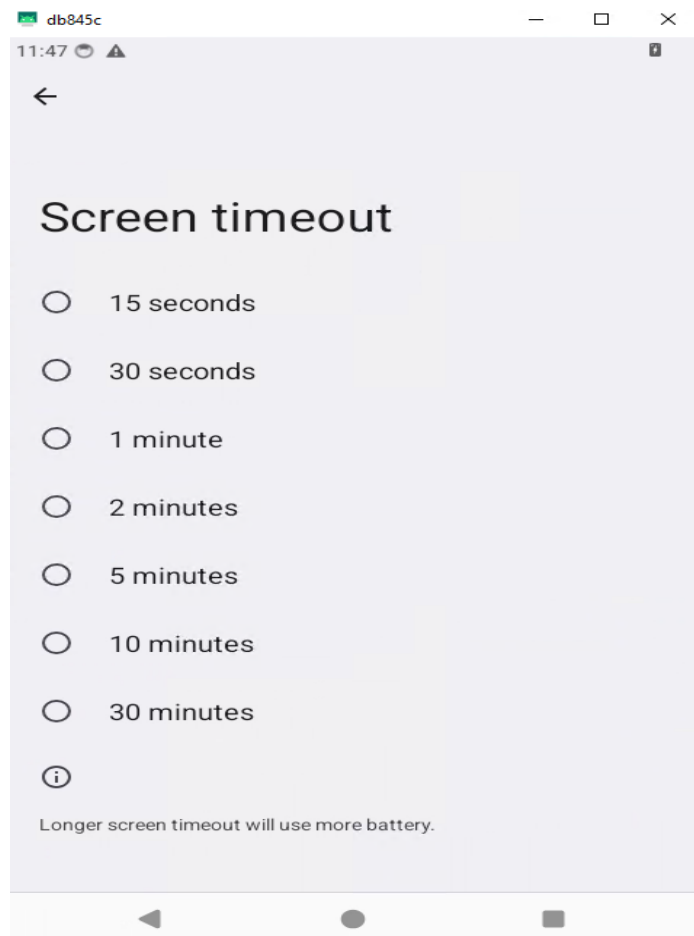 db845c
11:47
Screen timeout
15 seconds
30 seconds
1 minute
2 minutes
5 minutes
10 minutes
30 minutes
Longer screen timeout will use more battery.